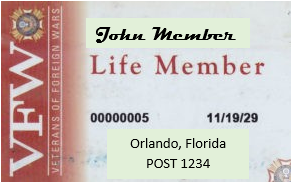 VFW
VETERANS OF FOREIGN WARS
John Member
Life Member
00000005 11/19/29
Orlando, Florida
POST 1234